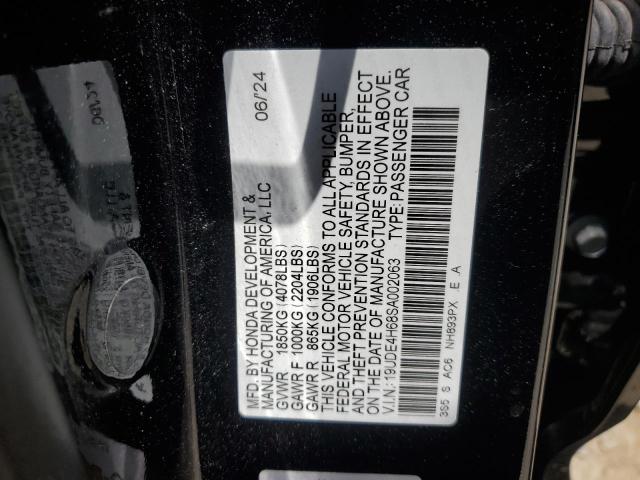 MFD. BY HONDA DEVELOPMENT &
MANUFACTURING OF AMERICA, LLC
06/'24
GVWR 1850KG(4078LBS)
GAWR F 1000KG(2204LBS)
GAWR R 865KG(1906LBS)
THIS VEHICLE CONFORMS TO ALL APPLICABLE
FEDERAL MOTOR VEHICLE SAFETY, BUMPER,
AND THEFT PREVENTION STANDARDS IN EFFECT
ON THE DATE OF MANUFACTURE SHOWN ABOVE.
V.I.N.:19UDE4H68SA002063 TYPE:PASSENGER CAR
3S5 S AC6 NH893PX E A